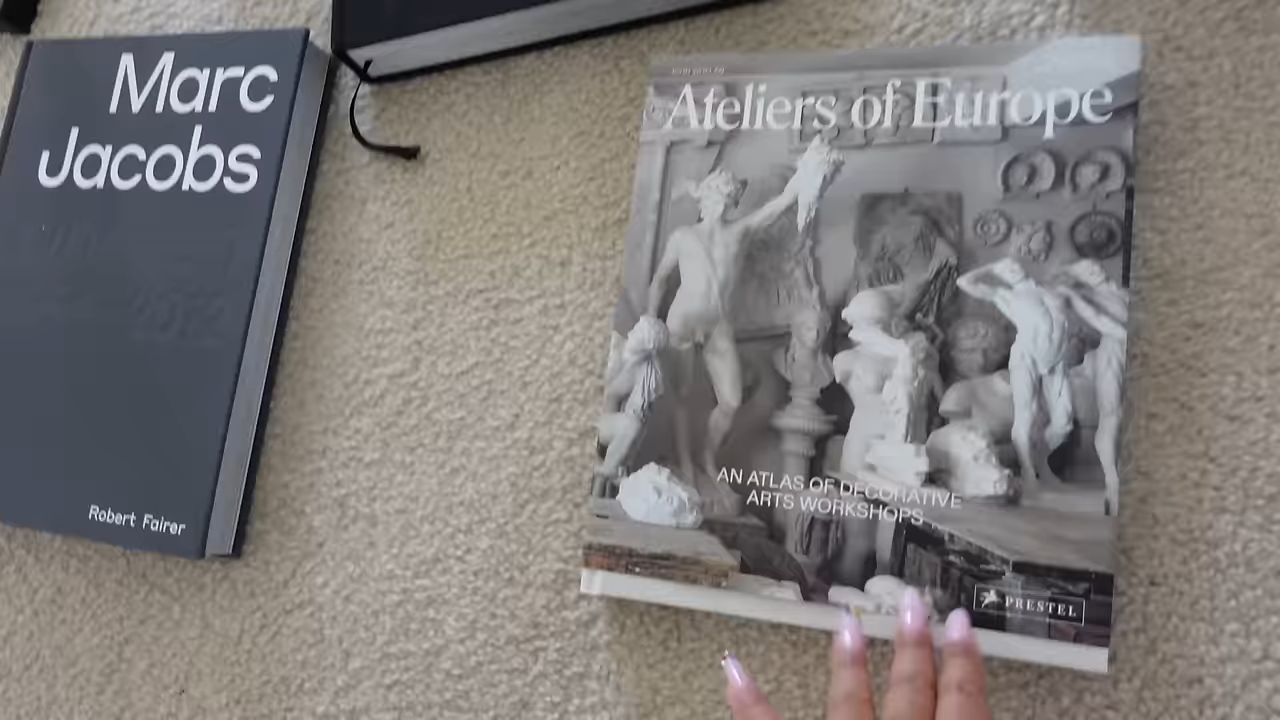 Marc
Jacobs
Robert Fairer
Ateliers of Europe
AN ATLAS OF DECORATIVE
ARTS WORKSHOPS
PRESTEL